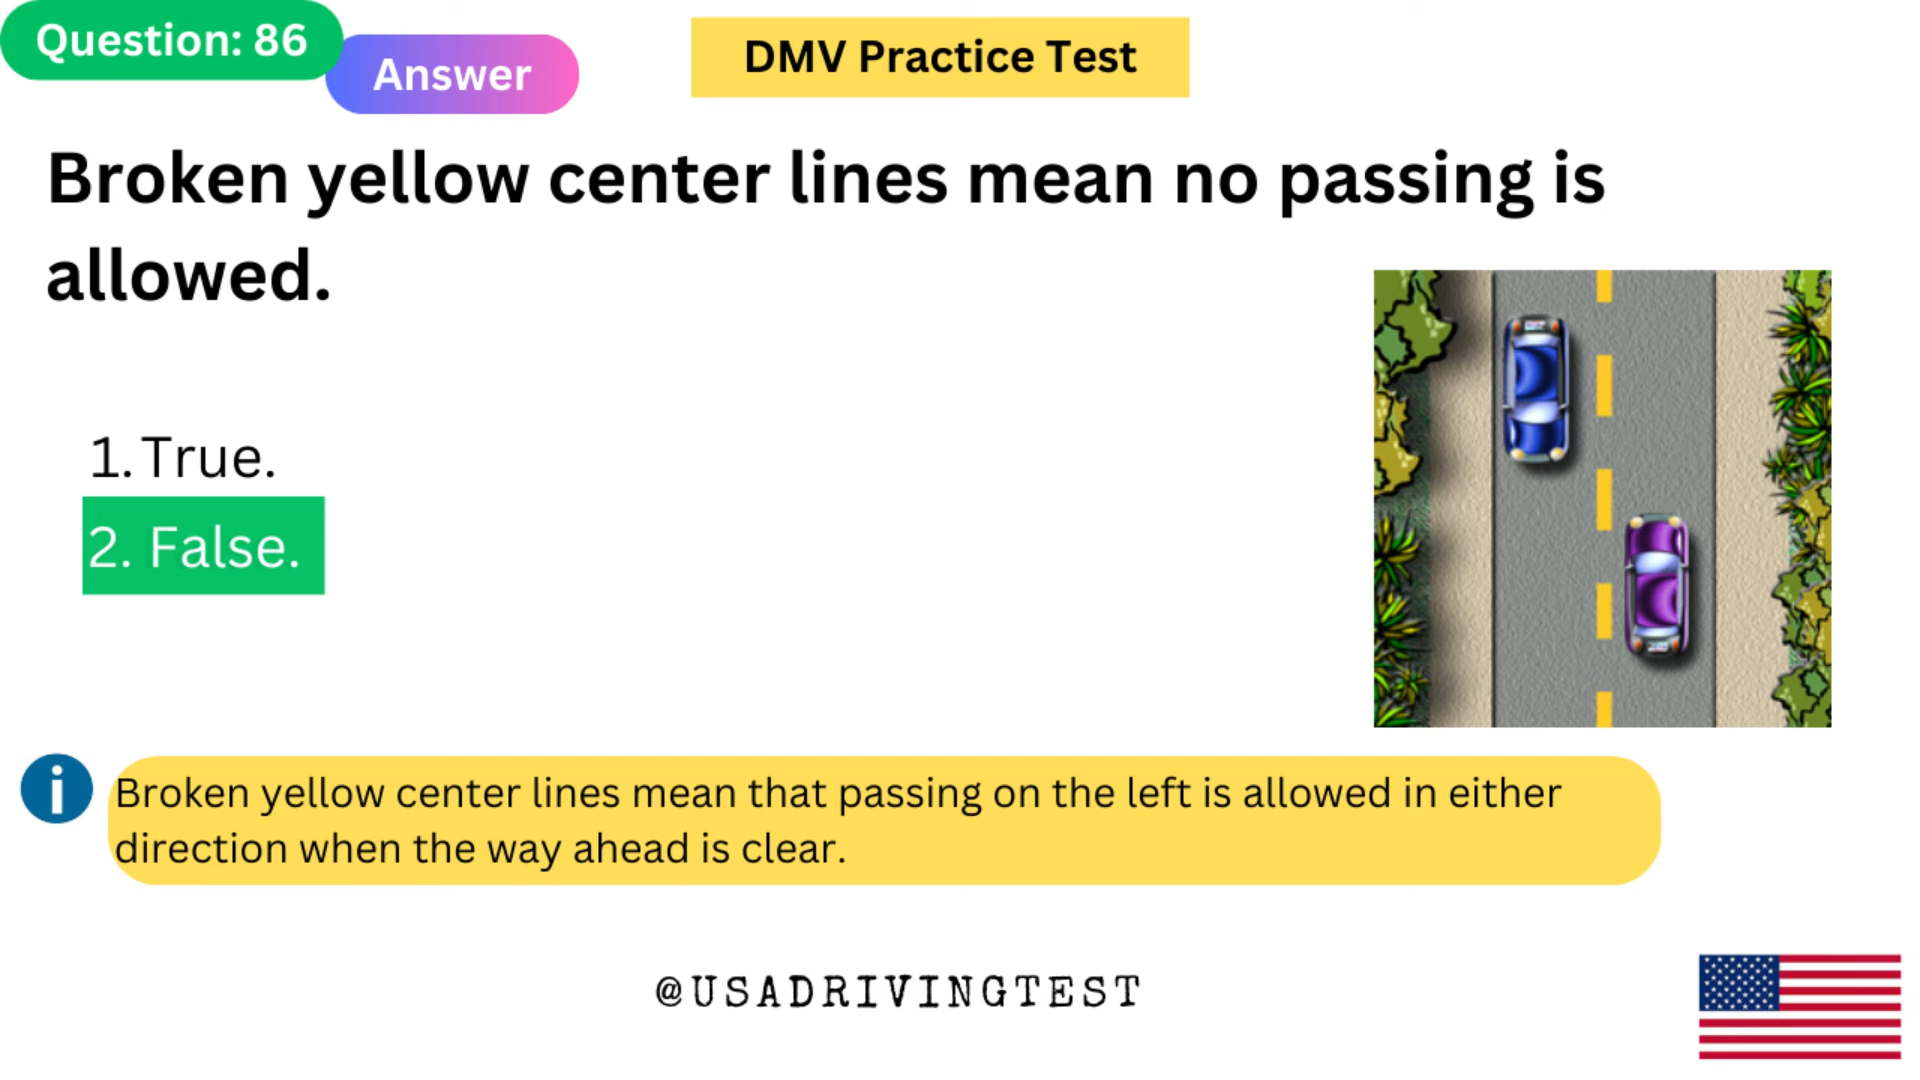 Question: 86
Answer
DMV Practice Test
Broken yellow center lines mean no passing is
allowed.
1. True.
2. False.
i
Broken yellow center lines mean that passing on the left is allowed in either
direction when the way ahead is clear.
@USADRIVINGTEST